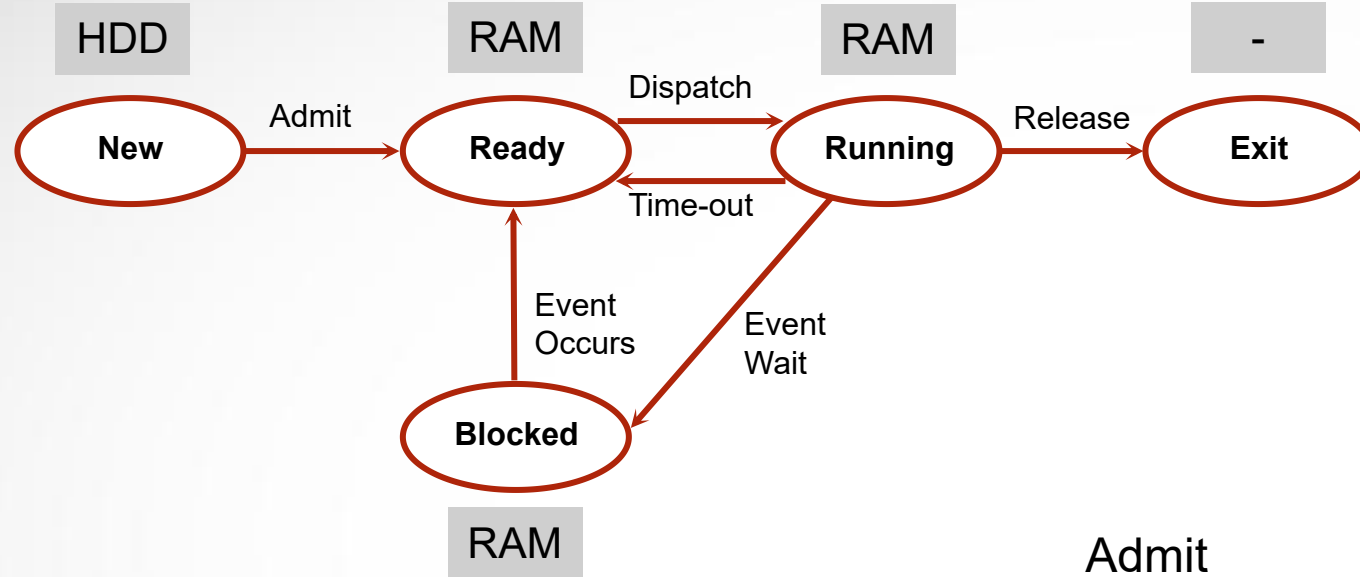 HDD
RAM
RAM
-
Admit
Dispatch
Release
New
Ready
Running
Exit
Time-out
Event
Occurs
Event
Wait
Blocked
RAM
Admit